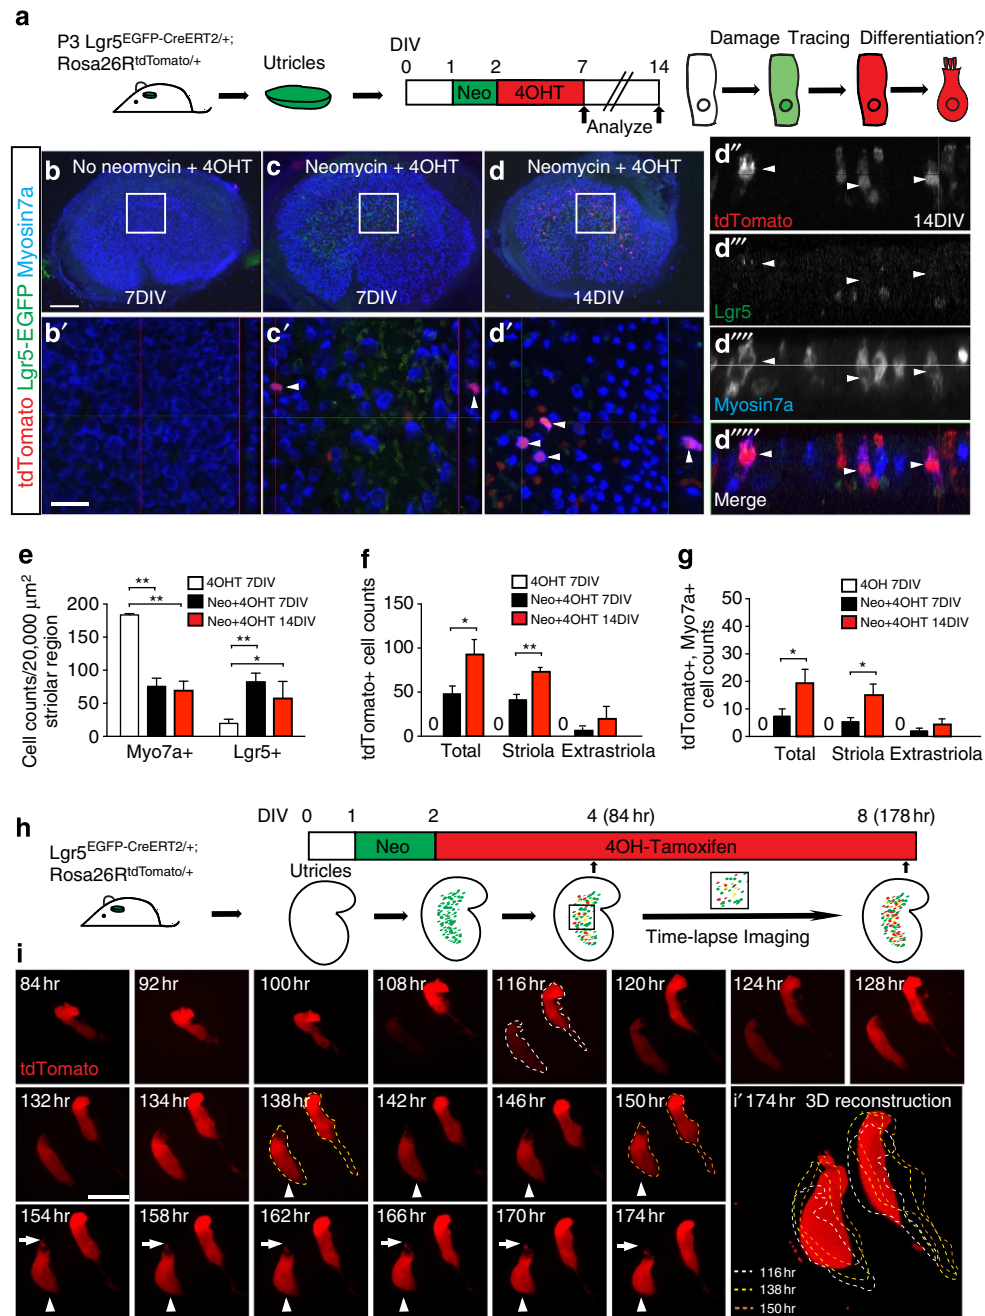 a
P3 Lgr5EGFP-CreERT2/+;
Rosa26RtdTomato/+
Utricles
DIV
0 1 2 7 14
Neo 4OHT
Analyze
Damage Tracing Differentiation?
tdTomato Lgr5-EGFP Myosin7a
b No neomycin + 4OHT
7DIV
c Neomycin + 4OHT
7DIV
d Neomycin + 4OHT
14DIV
b′
c′
d′
d″
tdTomato 14DIV
d‴
Lgr5
d⁗
Myosin7a
d′′′′′
Merge
e
Cell counts/20,000 µm2
striolar region
200
150
100
50
0
** ** ** *
4OHT 7DIV
Neo+4OHT 7DIV
Neo+4OHT 14DIV
Myo7a+ Lgr5+
f
tdTomato+ cell counts
150
100
50
0
* **
0 0 0
4OHT 7DIV
Neo+4OHT 7DIV
Neo+4OHT 14DIV
Total Striola Extrastriola
g
tdTomato+, Myo7a+
cell counts
50
40
30
20
10
0
* *
0 0 0
4OH 7DIV
Neo+4OHT 7DIV
Neo+4OHT 14DIV
Total Striola Extrastriola
h
Lgr5EGFP-CreERT2/+;
Rosa26RtdTomato/+
DIV 0 1 2 4 (84 hr) 8 (178 hr)
Neo 4OH-Tamoxifen
Utricles
Time-lapse Imaging
i
84 hr 92 hr 100 hr 108 hr 116 hr 120 hr 124 hr 128 hr
tdTomato
132 hr 134 hr 138 hr 142 hr 146 hr 150 hr
i′ 174 hr 3D reconstruction
154 hr 158 hr 162 hr 166 hr 170 hr 174 hr
116 hr
138 hr
150 hr